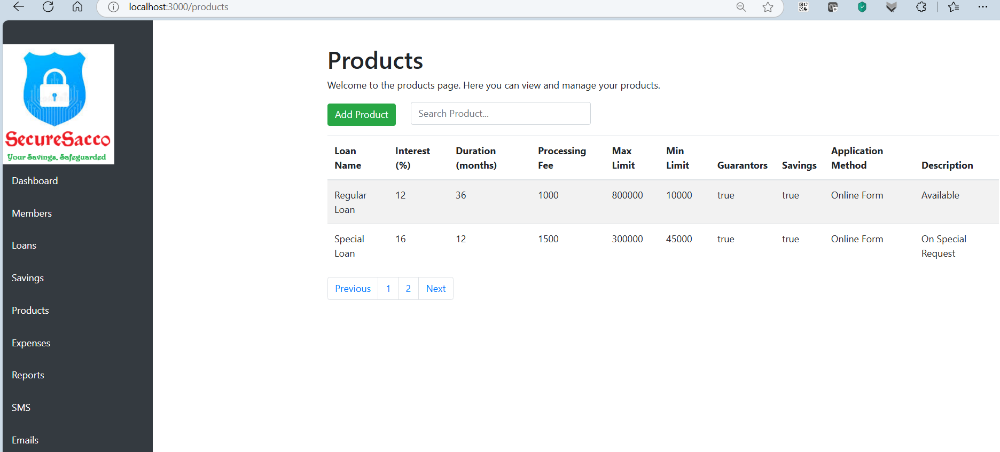 localhost:3000/products
SecureSacco
Your Savings, Safeguarded
Dashboard
Members
Loans
Savings
Products
Expenses
Reports
SMS
Emails
Products
Welcome to the products page. Here you can view and manage your products.
Add Product
Search Product...
Loan Name Interest (%) Duration (months) Processing Fee Max Limit Min Limit Guarantors Savings Application Method Description
Regular Loan 12 36 1000 800000 10000 true true Online Form Available
Special Loan 16 12 1500 300000 45000 true true Online Form On Special Request
Previous 1 2 Next